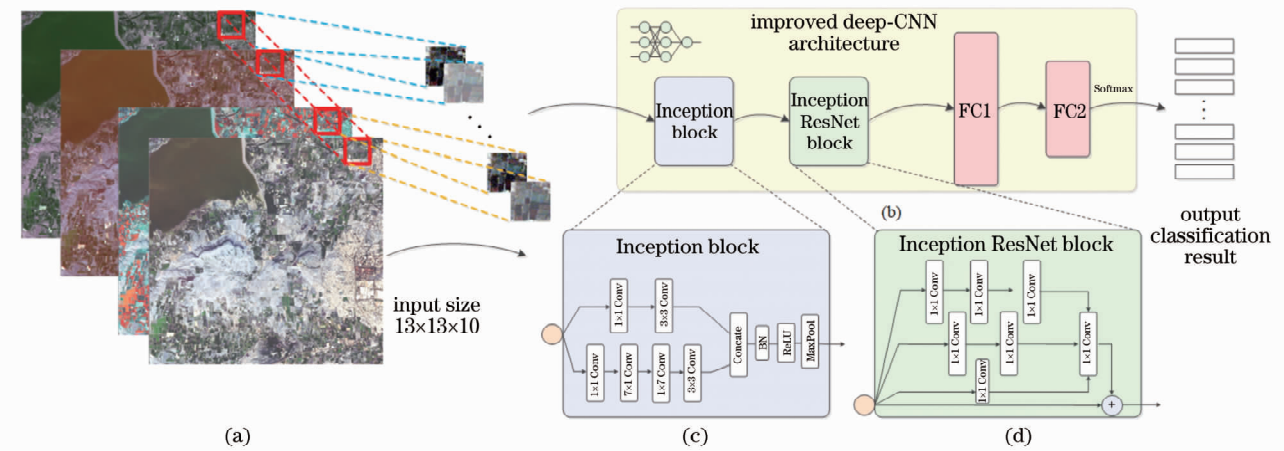 improved deep-CNN
architecture
Inception
block
Inception
ResNet
block
FC1
FC2
Softmax
output
classification
result
input size
13×13×10
(b)
Inception block
1×1 Conv
3×3 Conv
1×1 Conv
7×1 Conv
1×7 Conv
3×3 Conv
Concate
BN
ReLU
MaxPool
Inception ResNet block
1×1 Conv
1×1 Conv
1×1 Conv
1×1 Conv
1×1 Conv
1×1 Conv
1×1 Conv
+
(a)
(c)
(d)